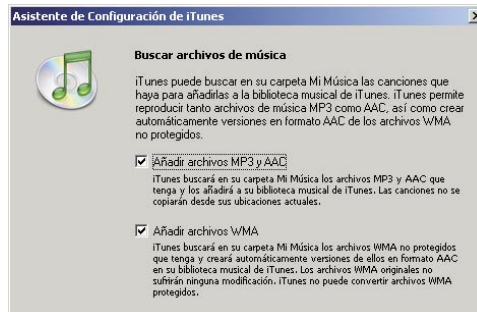 Asistente de Configuración de iTunes
Buscar archivos de música
iTunes puede buscar en su carpeta Mi Música las canciones que
haya para añadirlas a la biblioteca musical de iTunes. iTunes permite
reproducir tanto archivos de música MP3 como AAC, así como crear
automáticamente versiones en formato AAC de los archivos WMA
no protegidos.
Añadir archivos MP3 y AAC
iTunes buscará en su carpeta Mi Música los archivos MP3 y AAC que
tenga y los añadirá a su biblioteca musical de iTunes. Las canciones no se
copiarán desde sus ubicaciones actuales.
Añadir archivos WMA
iTunes buscará en su carpeta Mi Música los archivos WMA no protegidos
que tenga y creará automáticamente versiones de ellos en formato AAC
en su biblioteca musical de iTunes. Los archivos WMA originales no
sufrirán ninguna modificación. iTunes no puede convertir archivos WMA
protegidos.